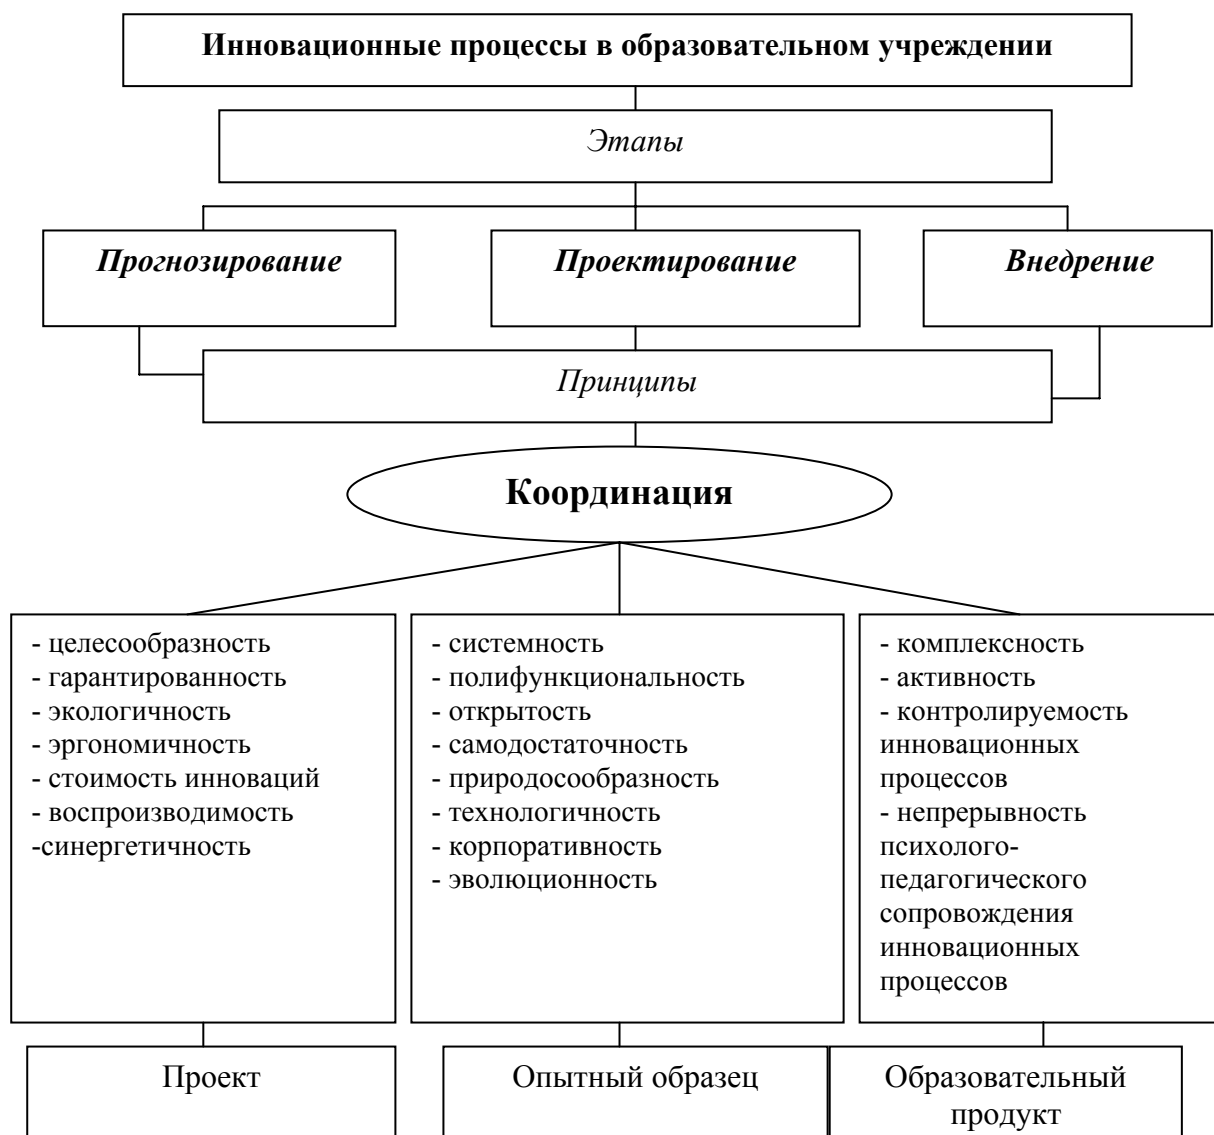 Инновационные процессы в образовательном учреждении
Этапы
Прогнозирование
Проектирование
Внедрение
Принципы
Координация
- целесообразность
- гарантированность
- экологичность
- эргономичность
- стоимость инноваций
- воспроизводимость
-синергетичность
- системность
- полифункциональность
- открытость
- самодостаточность
- природосообразность
- технологичность
- корпоративность
- эволюционность
- комплексность
- активность
- контролируемость
инновационных
процессов
- непрерывность
психолого-
педагогического
сопровождения
инновационных
процессов
Проект
Опытный образец
Образовательный
продукт